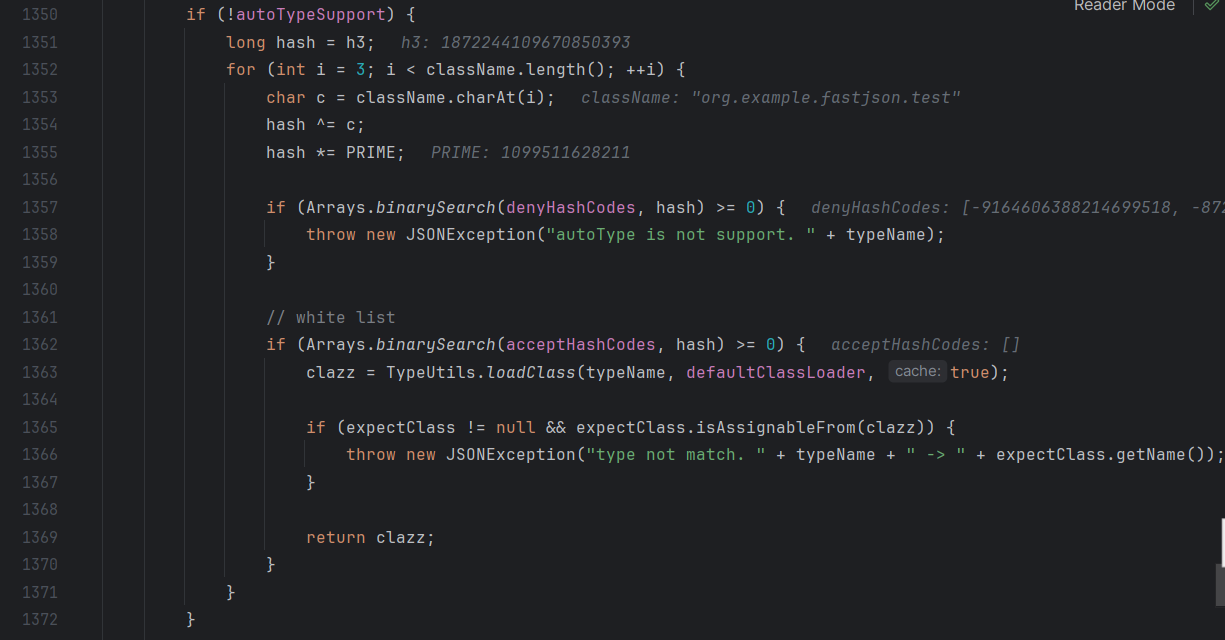 Reader Mode
1350 if (!autoTypeSupport) {
1351 long hash = h3; h3: 1872244109670850393
1352 for (int i = 3; i < className.length(); ++i) {
1353 char c = className.charAt(i); className: "org.example.fastjson.test"
1354 hash ^= c;
1355 hash *= PRIME; PRIME: 1099511628211
1356
1357 if (Arrays.binarySearch(denyHashCodes, hash) >= 0) { denyHashCodes: [-9164606388214699518, -872
1358 throw new JSONException("autoType is not support. " + typeName);
1359 }
1360
1361 // white list
1362 if (Arrays.binarySearch(acceptHashCodes, hash) >= 0) { acceptHashCodes: []
1363 clazz = TypeUtils.loadClass(typeName, defaultClassLoader, cache: true);
1364
1365 if (expectClass != null && expectClass.isAssignableFrom(clazz)) {
1366 throw new JSONException("type not match. " + typeName + " -> " + expectClass.getName());
1367 }
1368
1369 return clazz;
1370 }
1371 }
1372 }